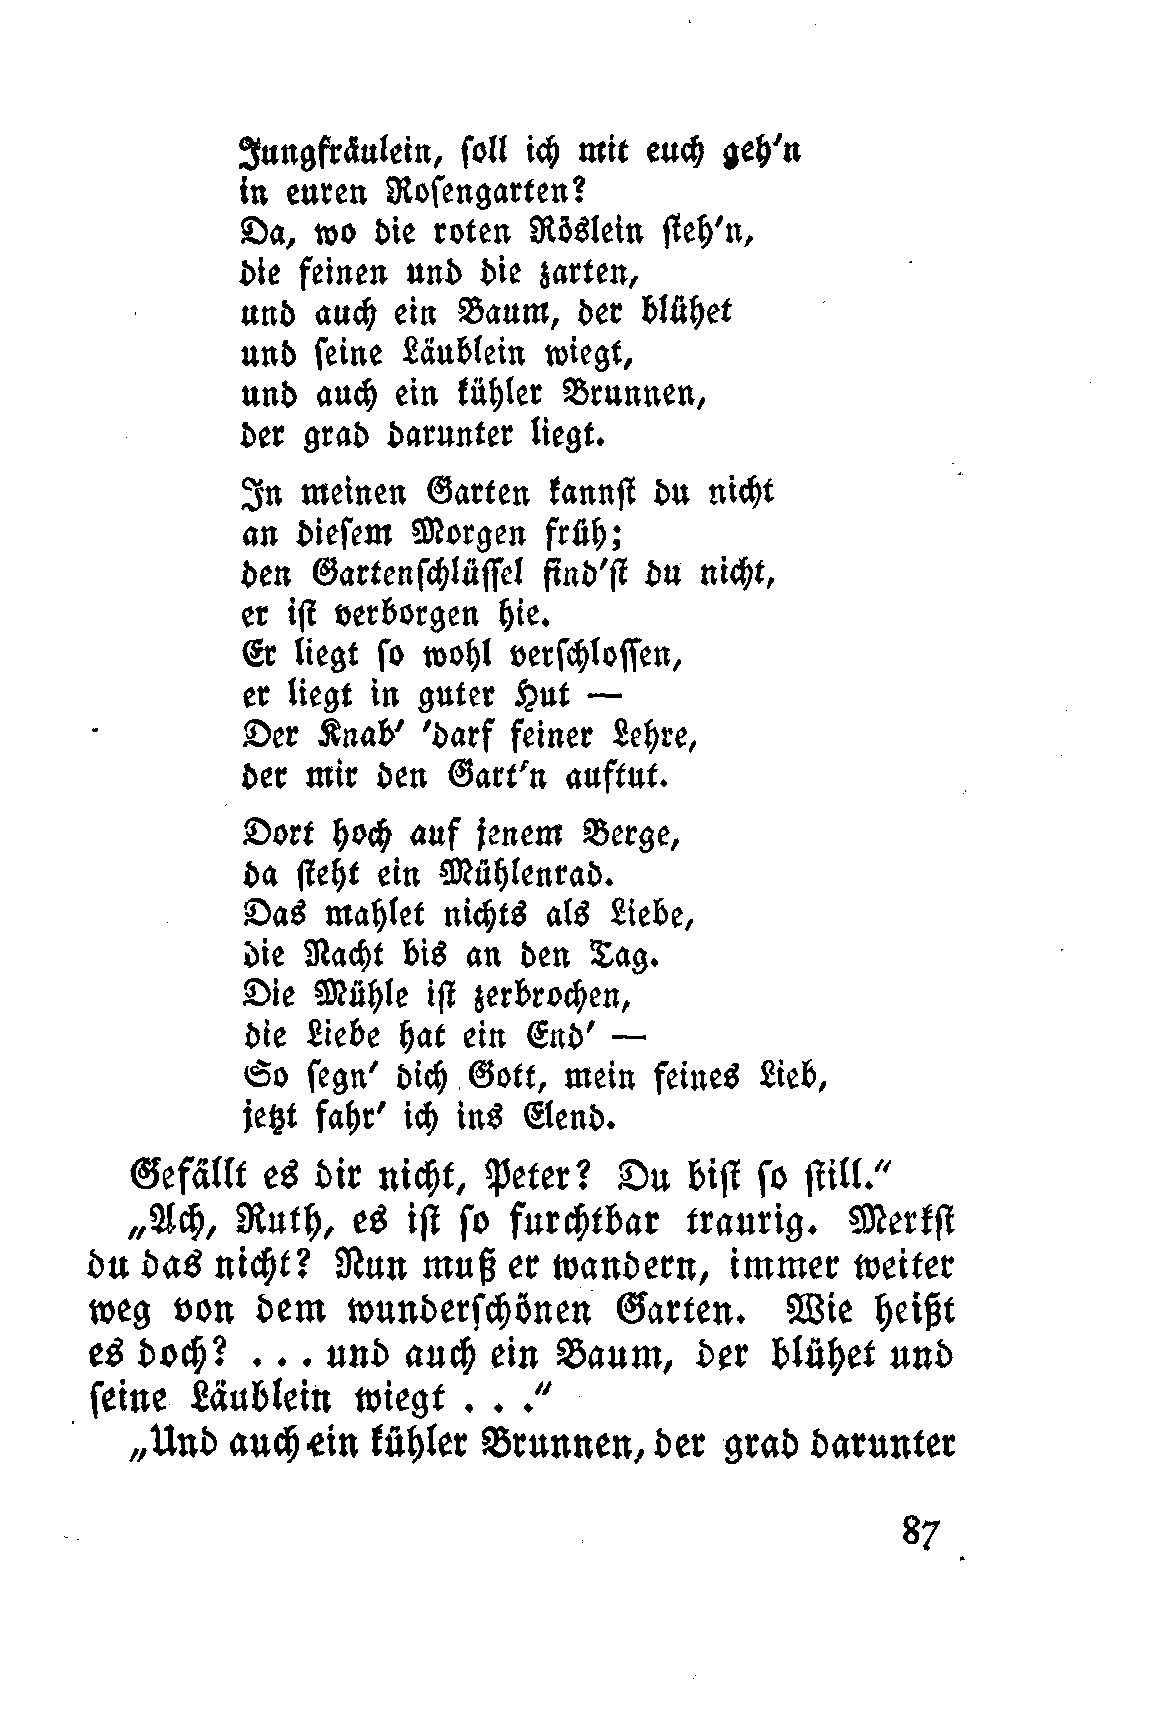 Jungfräulein, soll ich mit euch geh'n
in euren Rosengarten?
Da, wo die roten Röslein steh'n,
die feinen und die zarten,
und auch ein Baum, der blühet
und seine Läublein wiegt,
und auch ein kühler Brunnen,
der grad darunter liegt.
In meinen Garten kannst du nicht
an diesem Morgen früh;
den Gartenschlüssel find'st du nicht,
er ist verborgen hie.
Er liegt so wohl verschlossen,
er liegt in guter Hut —
Der Knab' 'darf feiner Lehre,
der mir den Gart'n auftut.
Dort hoch auf jenem Berge,
da steht ein Mühlenrad.
Das mahlet nichts als Liebe,
die Nacht bis an den Tag.
Die Mühle ist zerbrochen,
die Liebe hat ein End' —
So segn' dich Gott, mein feines Lieb,
jetzt fahr' ich ins Elend.
Gefällt es dir nicht, Peter? Du bist so still."
„Ach, Ruth, es ist so furchtbar traurig. Merkst
du das nicht? Nun muß er wandern, immer weiter
weg von dem wunderschönen Garten. Wie heißt
es doch? ... und auch ein Baum, der blühet und
seine Läublein wiegt ..."
„Und auch ein kühler Brunnen, der grad darunter
87